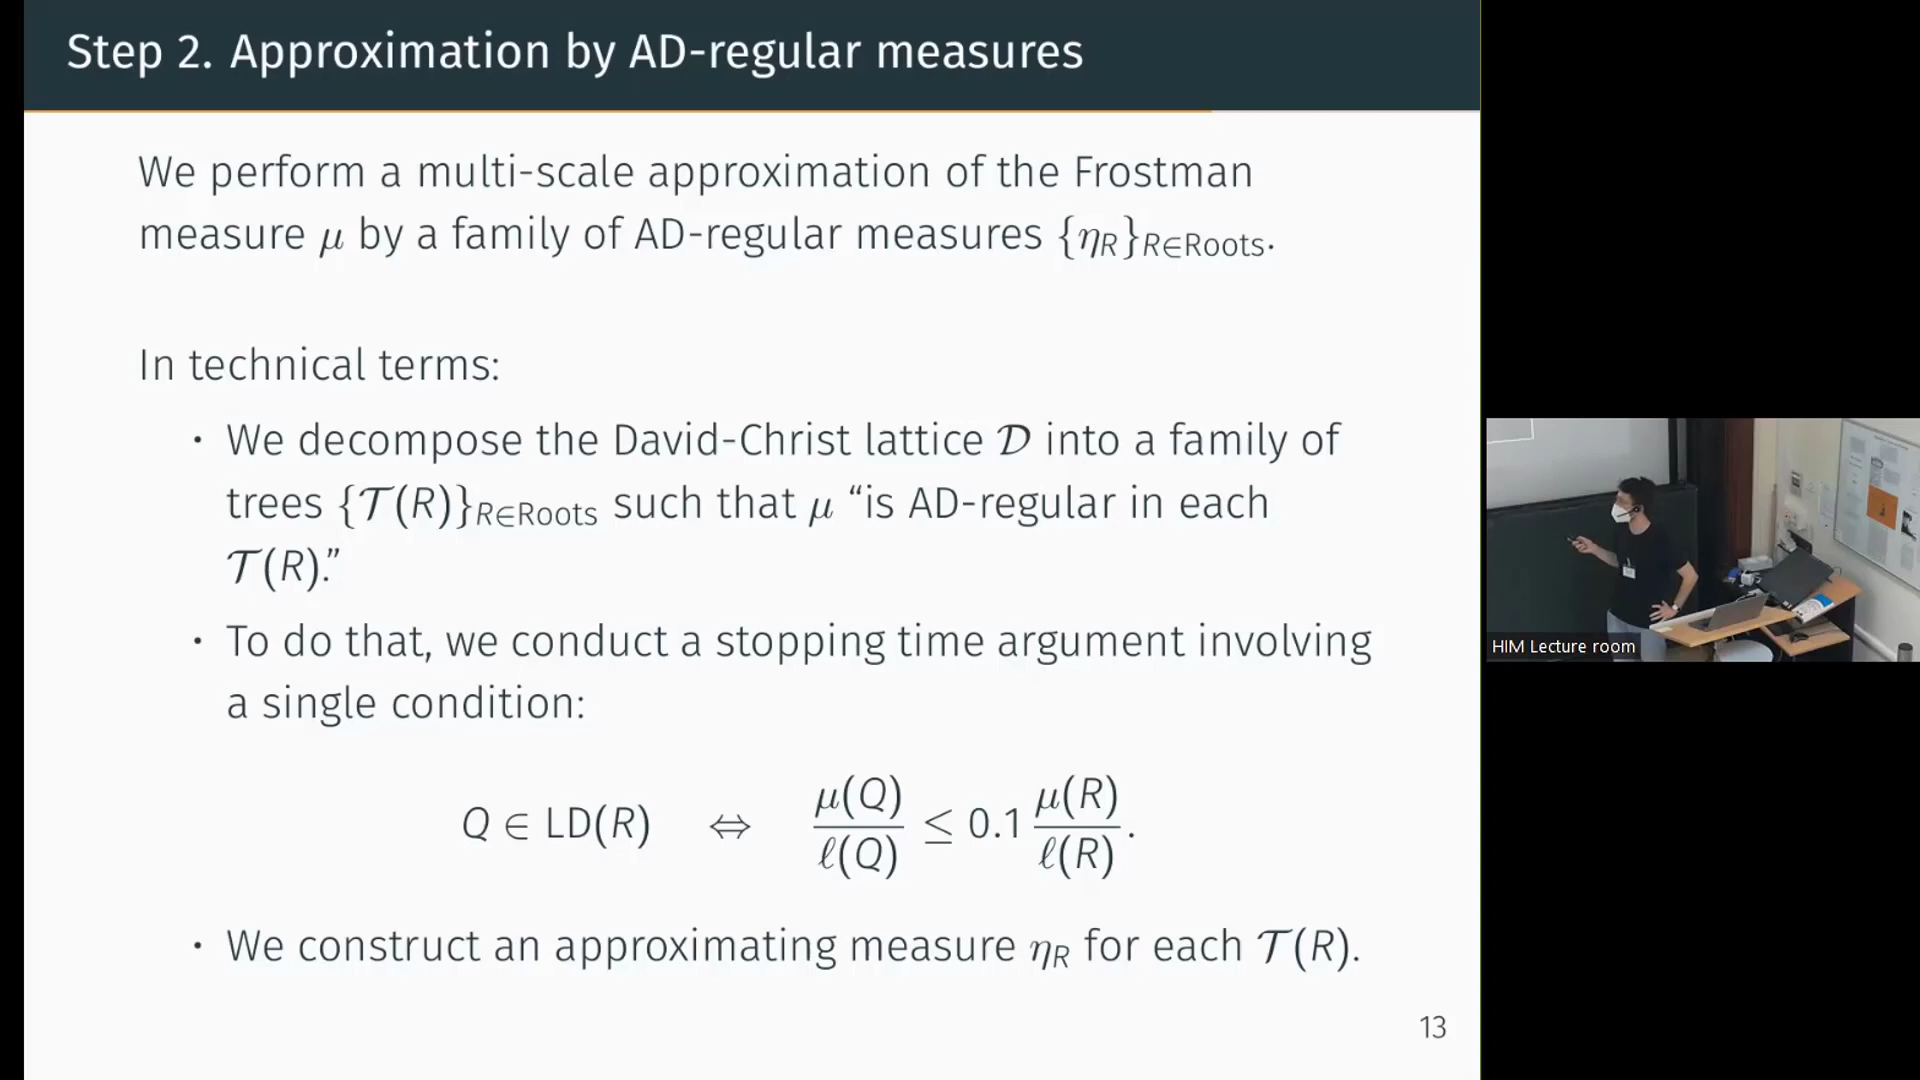 Step 2. Approximation by AD-regular measures
We perform a multi-scale approximation of the Frostman
measure μ by a family of AD-regular measures {η_R}_{R∈Roots}.
In technical terms:
· We decompose the David-Christ lattice 𝒟 into a family of
trees {𝒯(R)}_{R∈Roots} such that μ “is AD-regular in each
𝒯(R).”
· To do that, we conduct a stopping time argument involving
a single condition:
Q ∈ LD(R) ⇔ μ(Q)/ℓ(Q) ≤ 0.1 μ(R)/ℓ(R).
· We construct an approximating measure η_R for each 𝒯(R).
13
HIM Lecture room